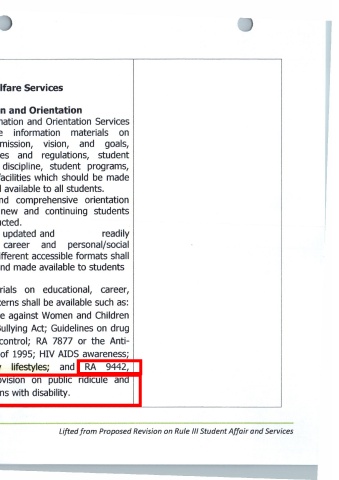 lfare Services
n and Orientation
nation and Orientation Services
e information materials on
mission, vision, and goals,
es and regulations, student
discipline, student programs,
facilities which should be made
d available to all students.
nd comprehensive orientation
new and continuing students
ucted.
updated and readily
career and personal/social
ifferent accessible formats shall
nd made available to students
rials on educational, career,
cerns shall be available such as:
e against Women and Children
Bullying Act; Guidelines on drug
control; RA 7877 or the Anti-
of 1995; HIV AIDS awareness;
y lifestyles; and RA 9442,
ovision on public ridicule and
ns with disability.
Lifted from Proposed Revision on Rule III Student Affair and Services